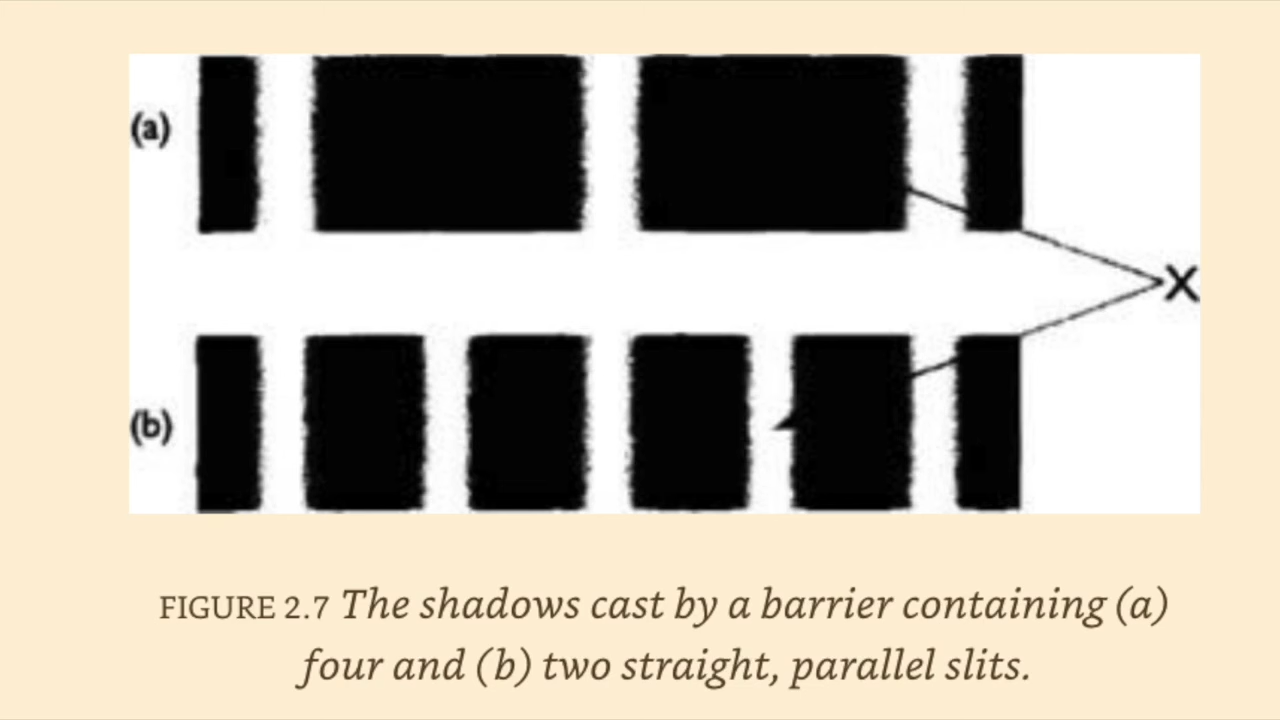 (a)
X
(b)
FIGURE 2.7 The shadows cast by a barrier containing (a)
four and (b) two straight, parallel slits.